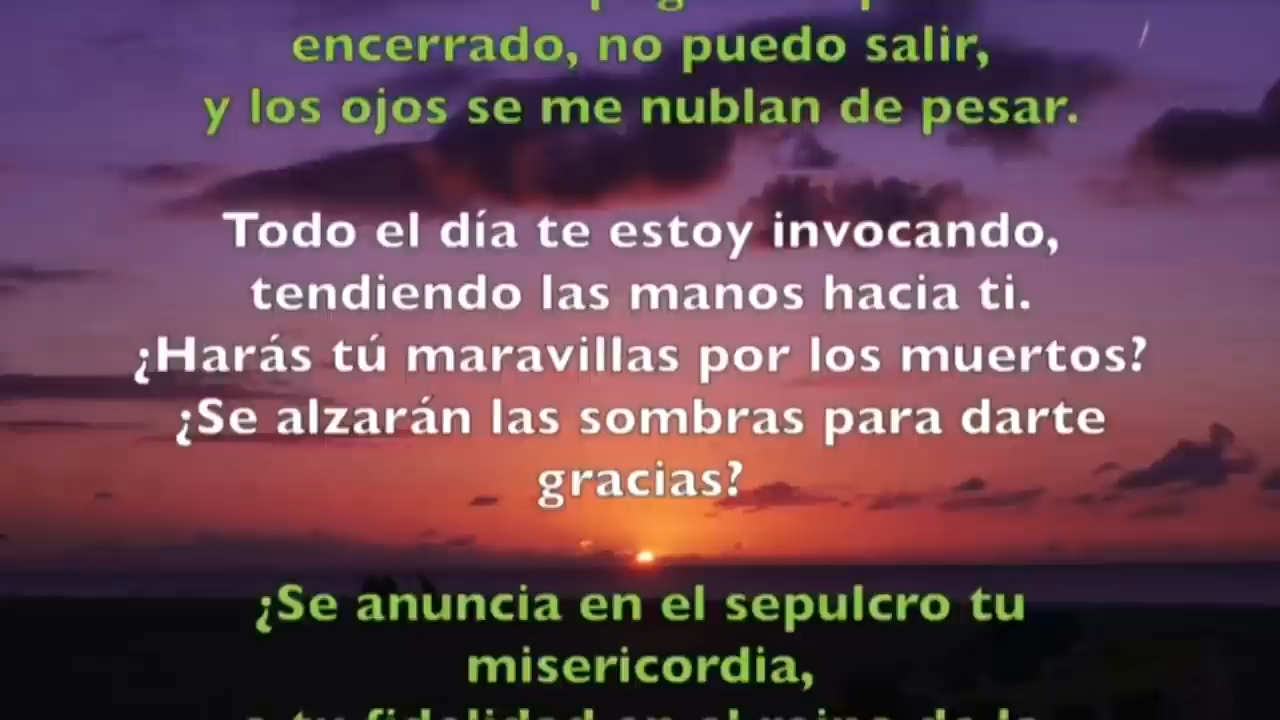 encerrado, no puedo salir,
y los ojos se me nublan de pesar.
Todo el día te estoy invocando,
tendiendo las manos hacia ti.
¿Harás tú maravillas por los muertos?
¿Se alzarán las sombras para darte
gracias?
¿Se anuncia en el sepulcro tu
misericordia,